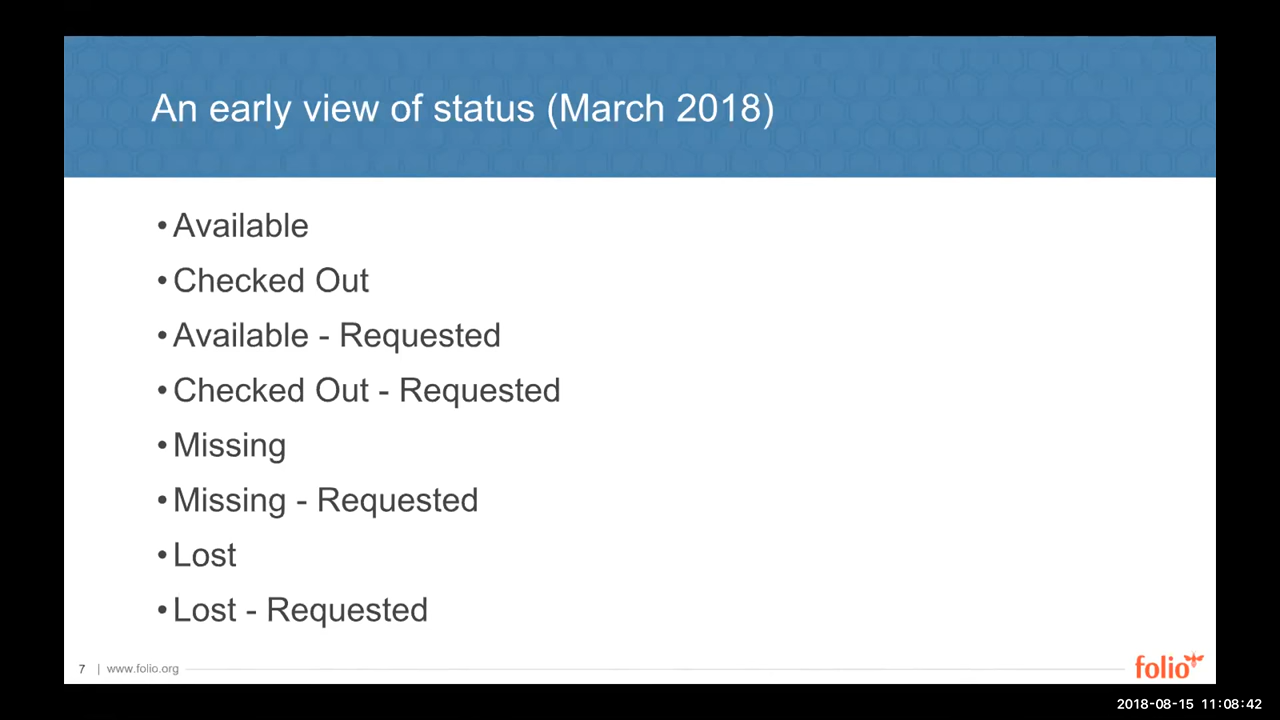 An early view of status (March 2018)
•Available
•Checked Out
•Available - Requested
•Checked Out - Requested
•Missing
•Missing - Requested
•Lost
•Lost - Requested
7 | www.folio.org
folio
2018-08-15 11:08:42